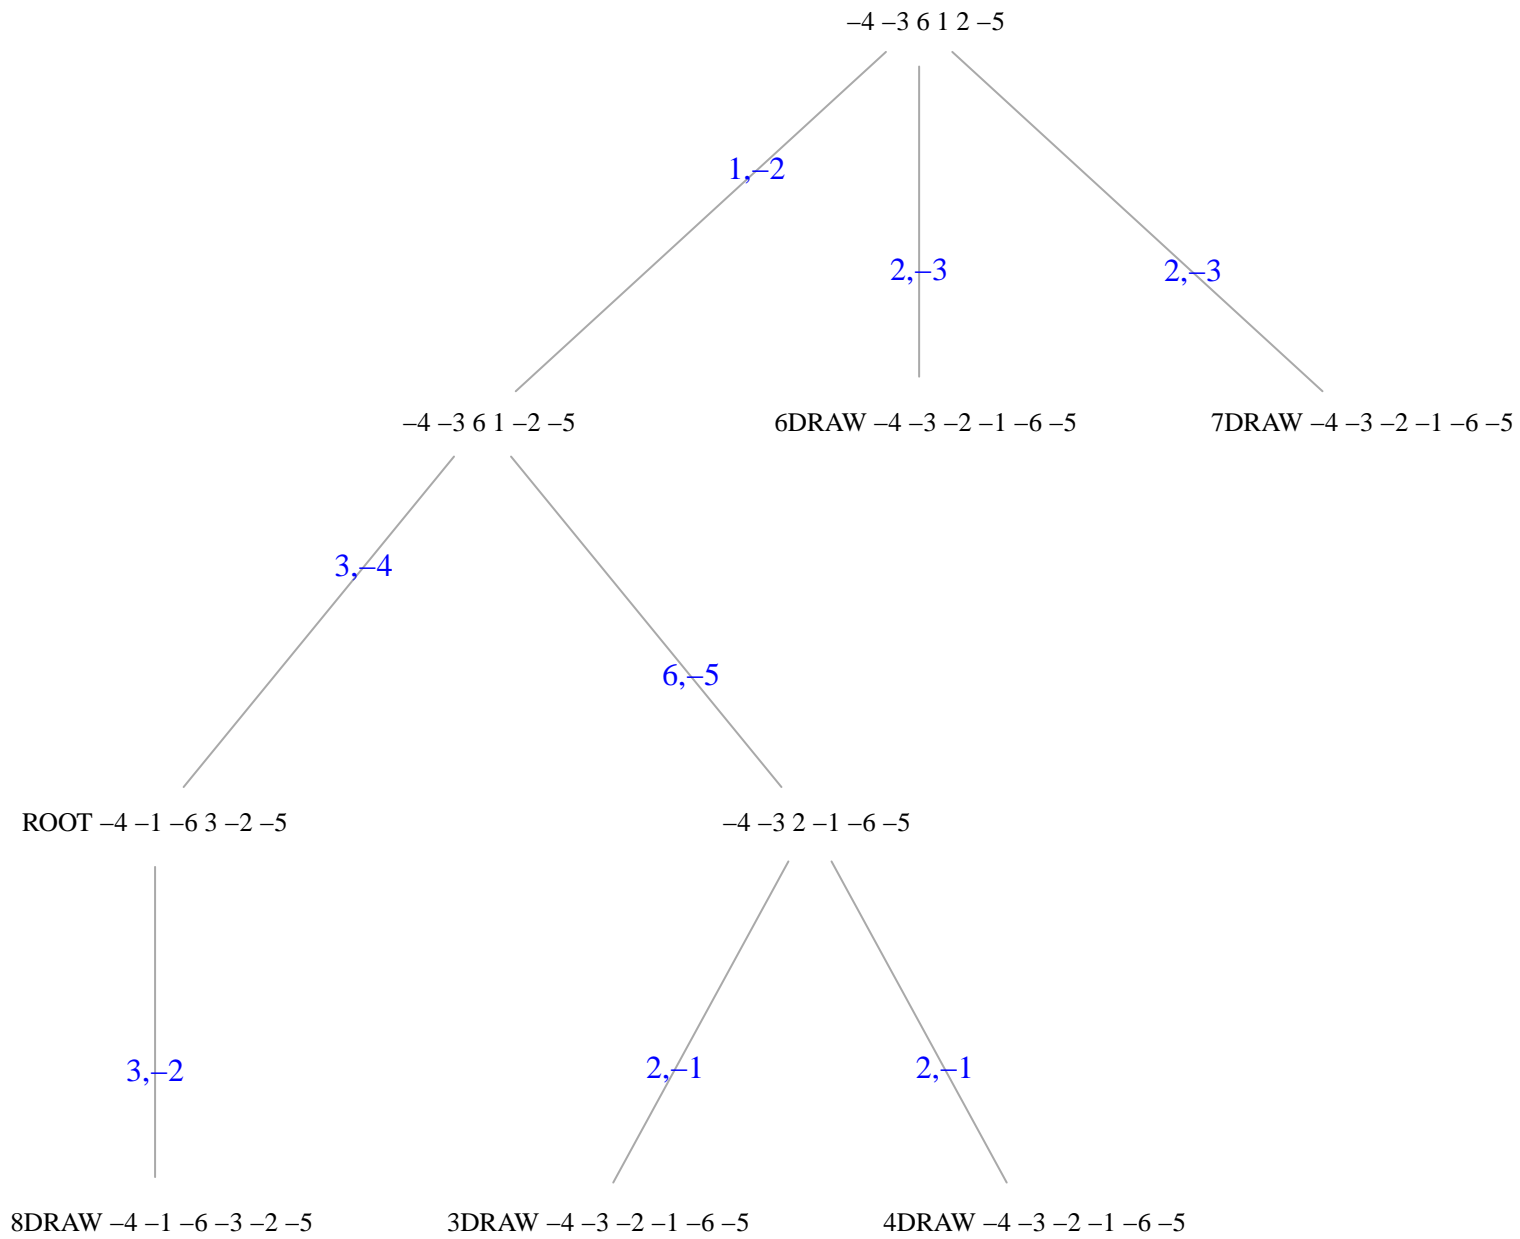 –4 –3 6 1 2 –5
1,–2
2,–3
2,–3
–4 –3 6 1 –2 –5
6DRAW –4 –3 –2 –1 –6 –5
7DRAW –4 –3 –2 –1 –6 –5
3,–4
6,–5
ROOT –4 –1 –6 3 –2 –5
–4 –3 2 –1 –6 –5
3,–2
2,–1
2,–1
8DRAW –4 –1 –6 –3 –2 –5
3DRAW –4 –3 –2 –1 –6 –5
4DRAW –4 –3 –2 –1 –6 –5